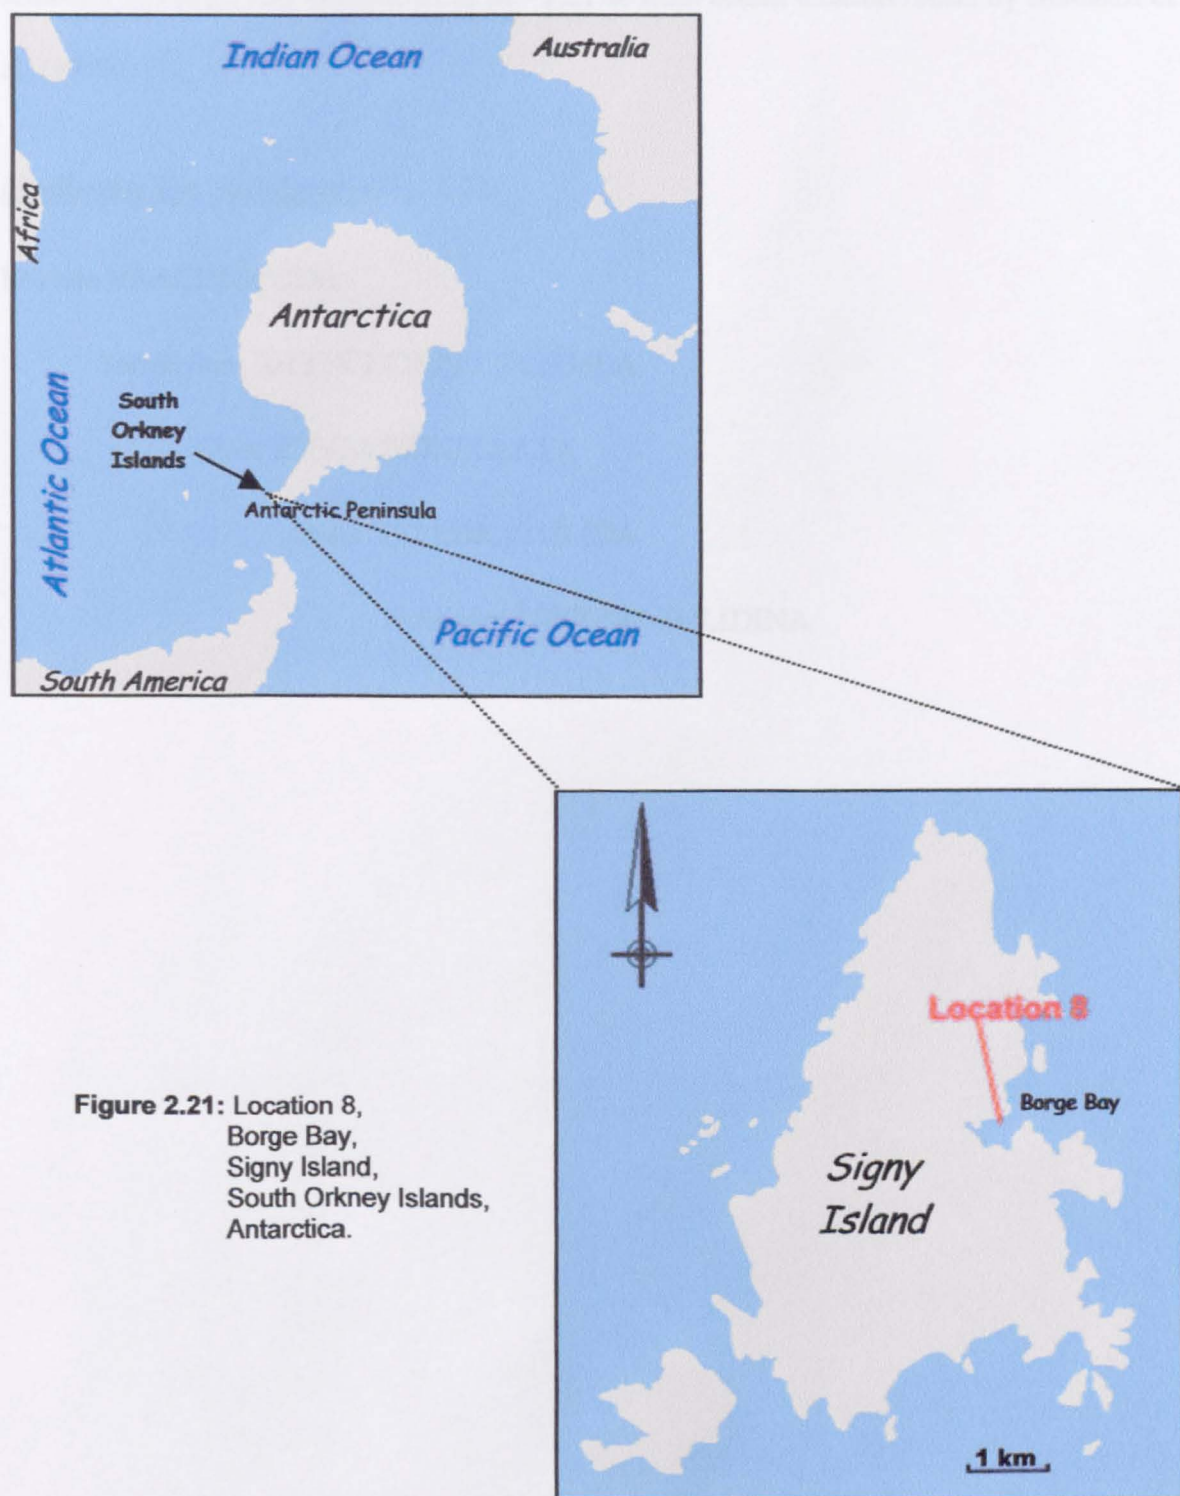 Indian Ocean
Australia
Africa
Antarctica
Atlantic Ocean
South
Orkney
Islands
Antarctic Peninsula
Pacific Ocean
South America
Location 8
Borge Bay
Signy
Island
1 km
Figure 2.21: Location 8,
Borge Bay,
Signy Island,
South Orkney Islands,
Antarctica.